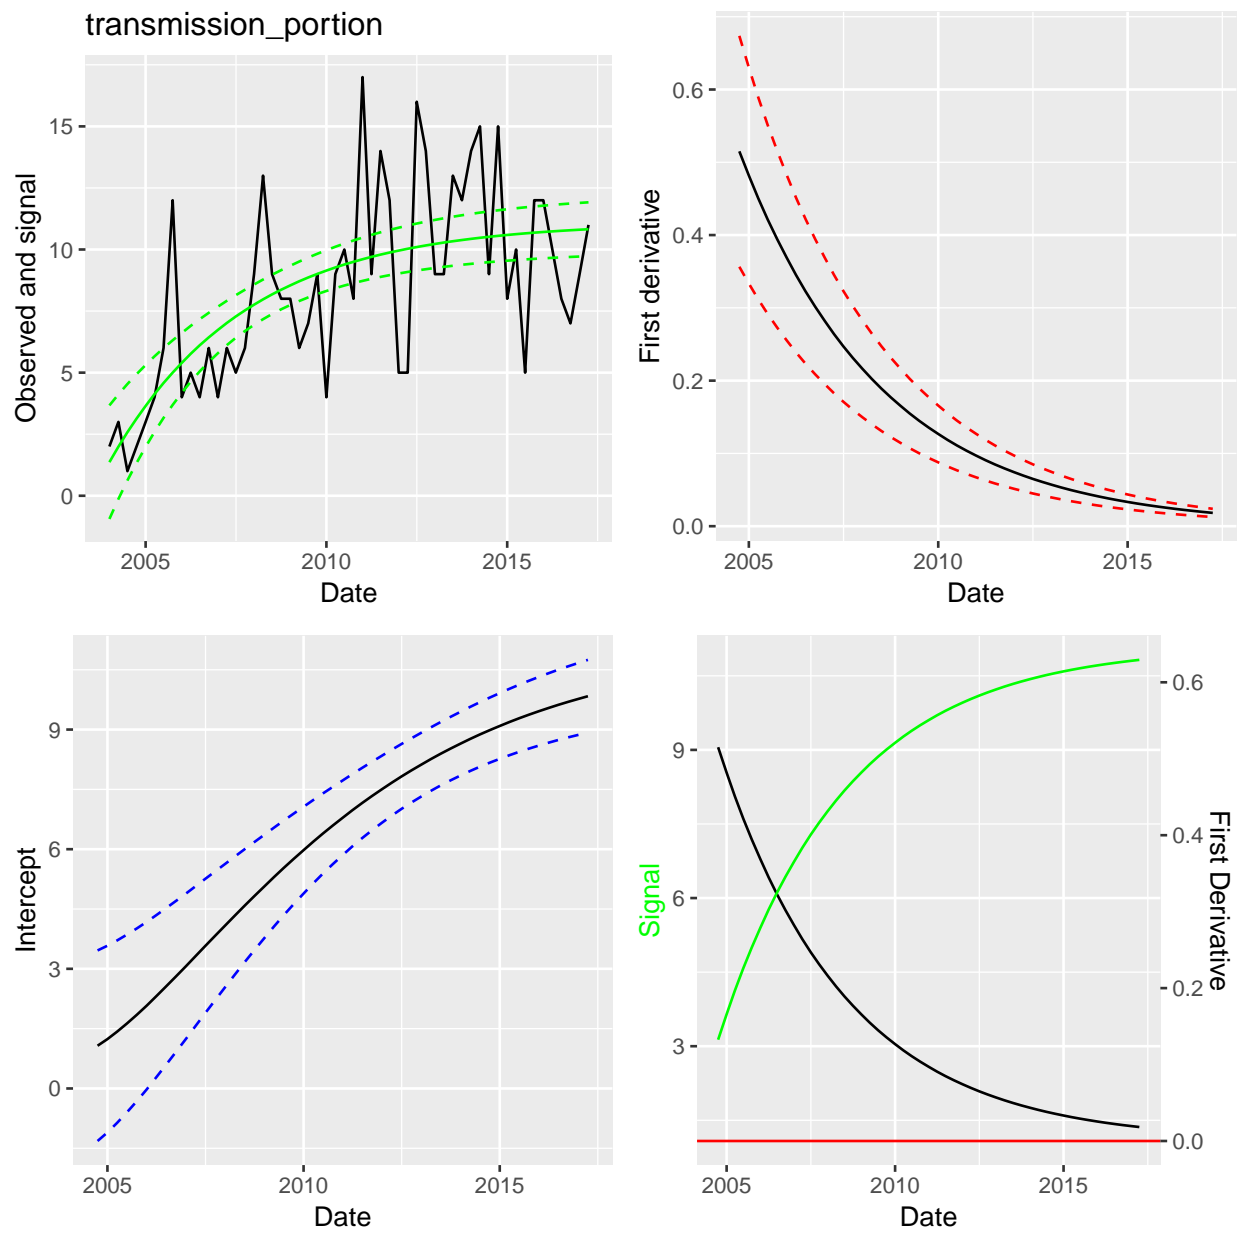 transmission_portion
Observed and signal
15
10
5
0
2005 2010 2015
Date
First derivative
0.6
0.4
0.2
0.0
2005 2010 2015
Date
Intercept
9
6
3
0
2005 2010 2015
Date
Signal
9
6
3
2005 2010 2015
Date
0.6
0.4
0.2
0.0
First Derivative